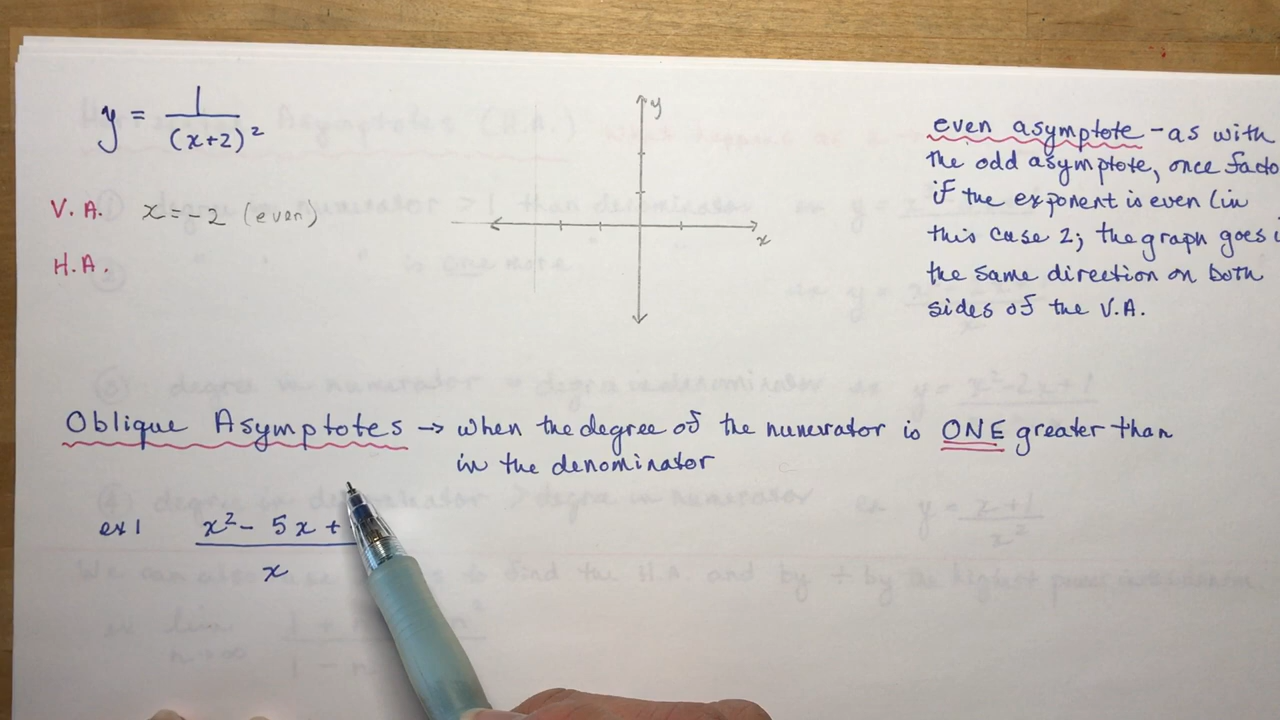 y = 1 / (x+2)²
V.A. x = -2 (even)
H.A.
y
x
even asymptote - as with
the odd asymptote, once facto
if the exponent is even (in
this case 2; the graph goes i
the same direction on both
sides of the V.A.
Oblique Asymptotes → when the degree of the numerator is ONE greater than
in the denominator
ex 1 x² - 5x +
x